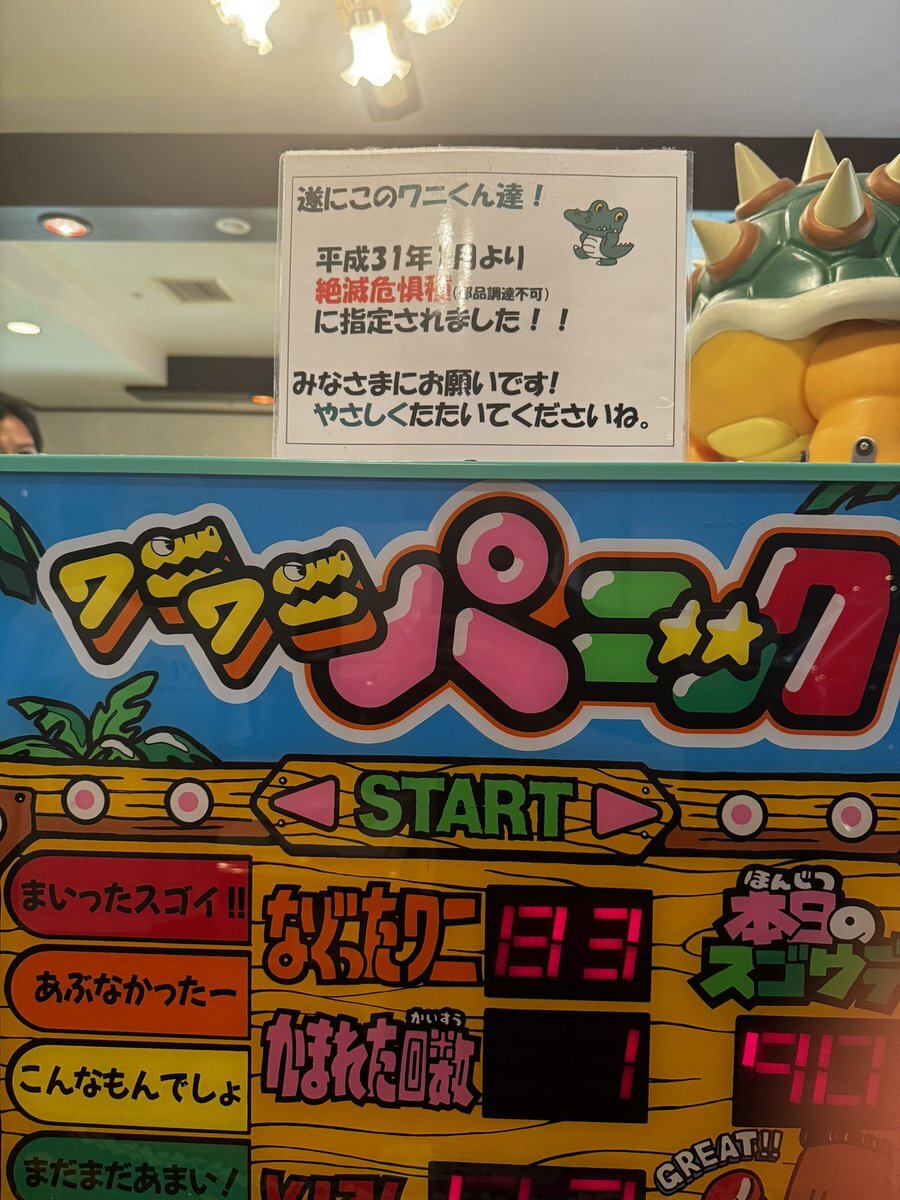 遂にこのワニくん達！
平成31年1月より
絶滅危惧種(部品調達不可)
に指定されました！！
みなさまにお願いです!
やさしくたたいてくださいね。
ワニワニパニック
START
まいったスゴイ!!
あぶなかったー
こんなもんでしょ
まだまだあまい!
なぐったワニ
83
かいすう
かまれた回数
1
ほんじつ
本日の
スゴウデ
90
GREAT!!